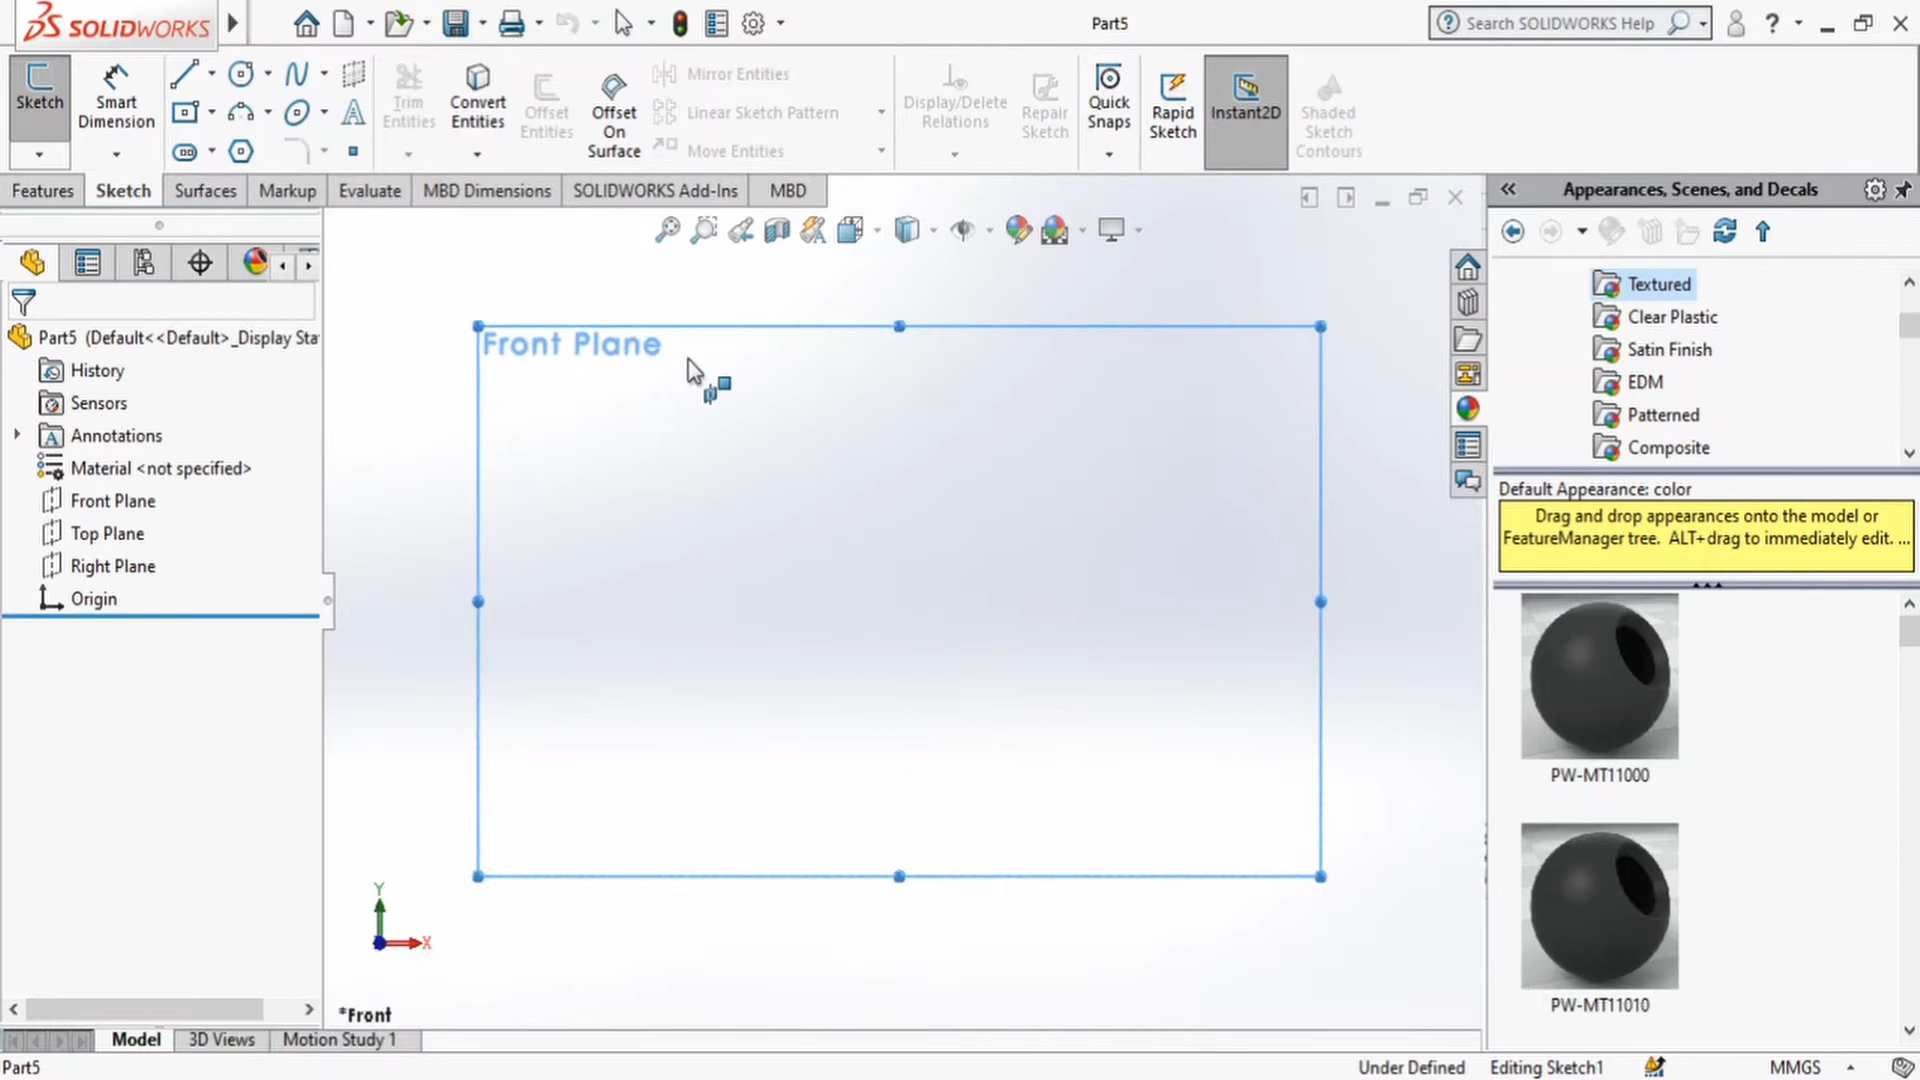 SOLIDWORKS
Part5
Search SOLIDWORKS Help
?
Sketch
Smart
Dimension
Trim
Entities
Convert
Entities
Offset
Entities
Offset
On
Surface
Mirror Entities
Linear Sketch Pattern
Move Entities
Display/Delete
Relations
Repair
Sketch
Quick
Snaps
Rapid
Sketch
Instant2D
Shaded
Sketch
Contours
Features
Sketch
Surfaces
Markup
Evaluate
MBD Dimensions
SOLIDWORKS Add-Ins
MBD
Appearances, Scenes, and Decals
Part5 (Default<<Default>_Display Sta
History
Sensors
Annotations
Material <not specified>
Front Plane
Top Plane
Right Plane
Origin
Front Plane
Y
X
*Front
Textured
Clear Plastic
Satin Finish
EDM
Patterned
Composite
Default Appearance: color
Drag and drop appearances onto the model or
FeatureManager tree. ALT+drag to immediately edit. ...
PW-MT11000
PW-MT11010
Model
3D Views
Motion Study 1
Part5
Under Defined
Editing Sketch1
MMGS